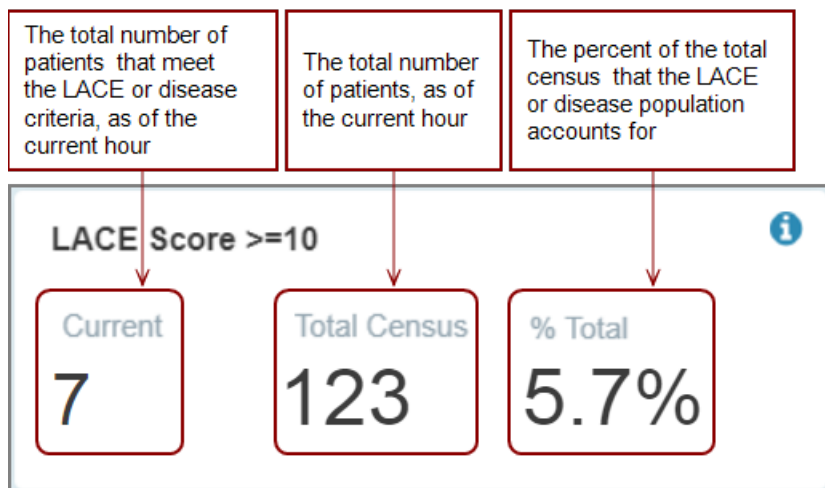 The total number of
patients that meet
the LACE or disease
criteria, as of the
current hour
The total number
of patients, as of
the current hour
The percent of the total
census that the LACE
or disease population
accounts for
LACE Score >=10
Current
Total Census
% Total
7
123
5.7%